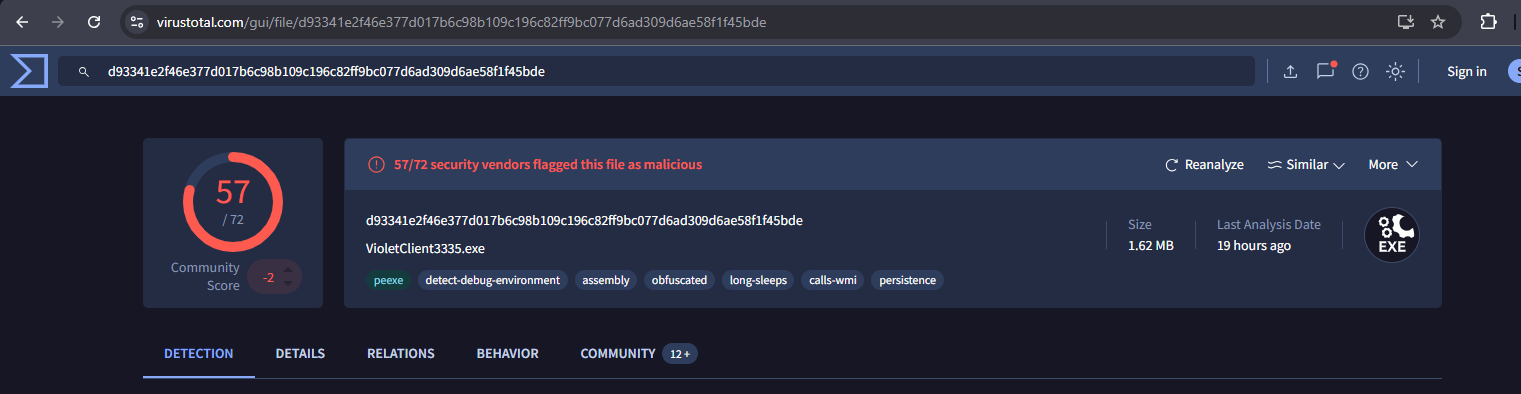 virustotal.com/gui/file/d93341e2f46e377d017b6c98b109c196c82ff9bc077d6ad309d6ae58f1f45bde
d93341e2f46e377d017b6c98b109c196c82ff9bc077d6ad309d6ae58f1f45bde
Sign in
S
57
/ 72
Community
Score
-2
57/72 security vendors flagged this file as malicious
Reanalyze
Similar
More
d93341e2f46e377d017b6c98b109c196c82ff9bc077d6ad309d6ae58f1f45bde
VioletClient3335.exe
peexe
detect-debug-environment
assembly
obfuscated
long-sleeps
calls-wmi
persistence
Size
1.62 MB
Last Analysis Date
19 hours ago
EXE
DETECTION
DETAILS
RELATIONS
BEHAVIOR
COMMUNITY
12 +